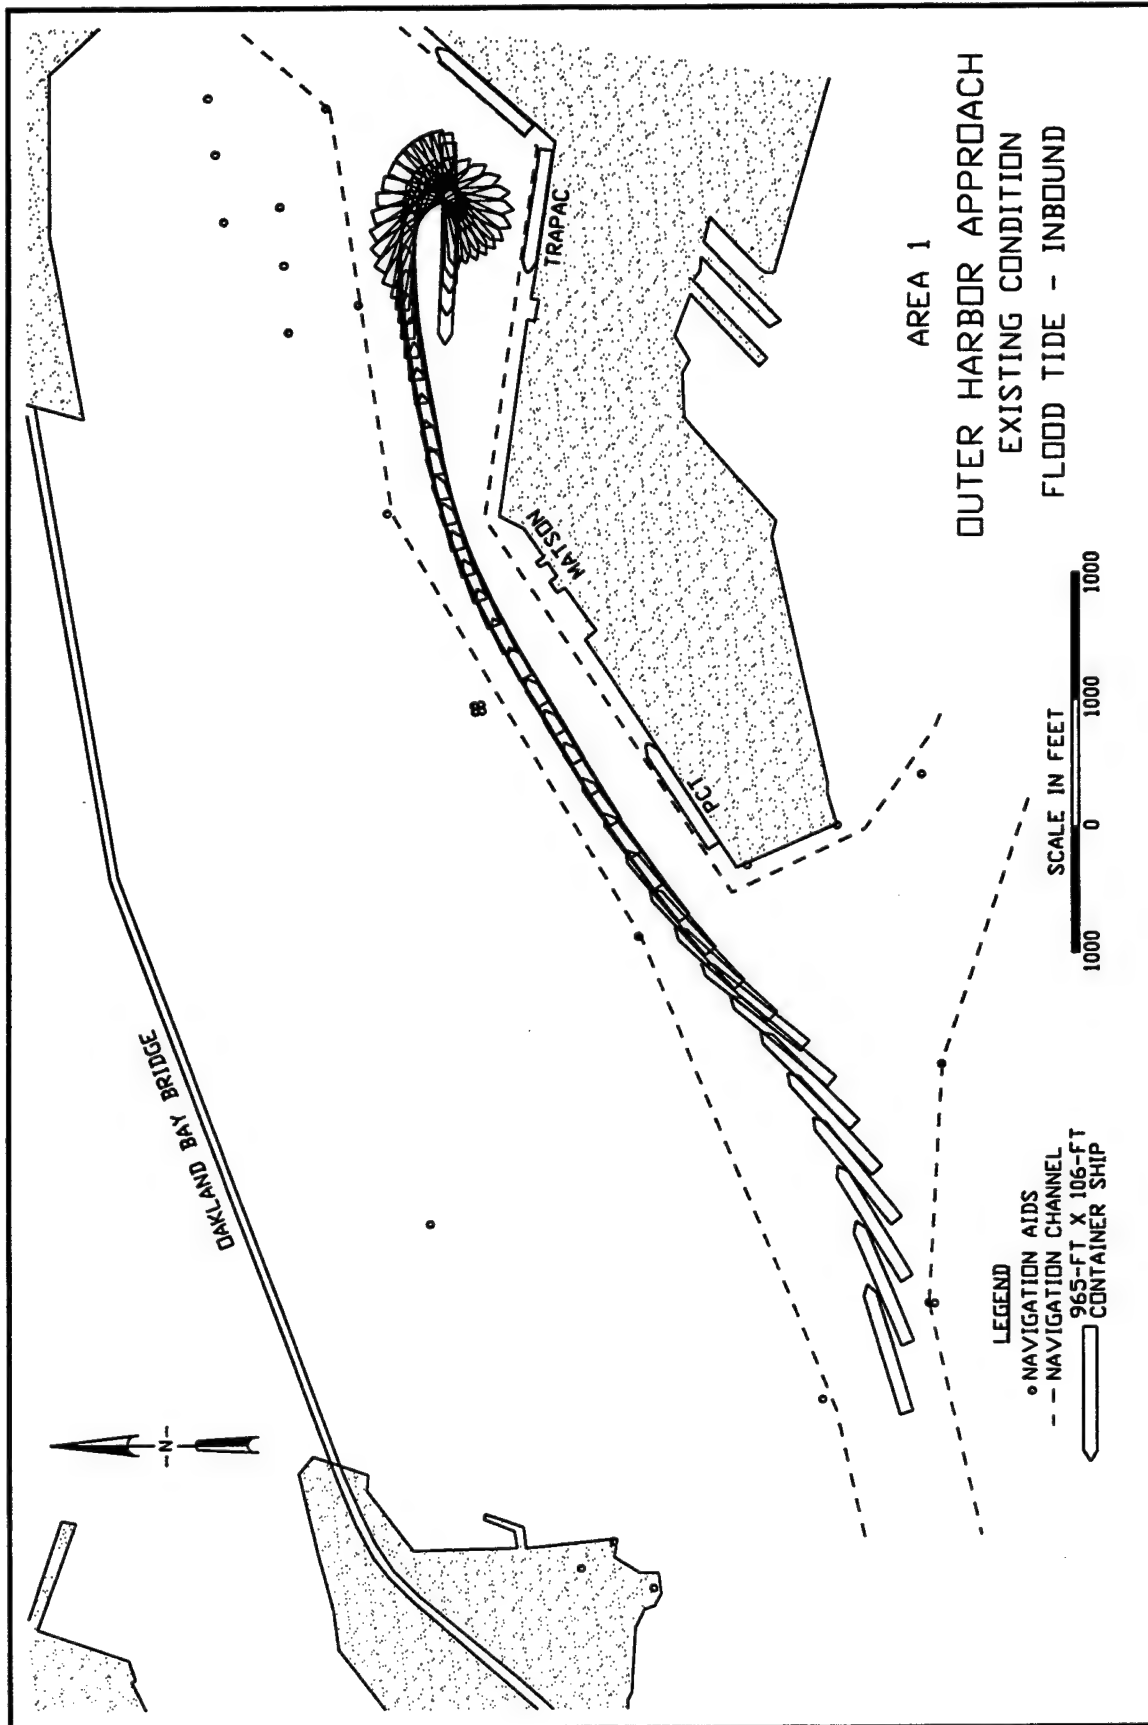 OAKLAND BAY BRIDGE
-N-
TRAPAC
MATSON
PCT
AREA 1
OUTER HARBOR APPROACH
EXISTING CONDITION
FLOOD TIDE - INBOUND
SCALE IN FEET
1000 0 1000 1000
LEGEND
NAVIGATION AIDS
NAVIGATION CHANNEL
965-FT X 106-FT
CONTAINER SHIP